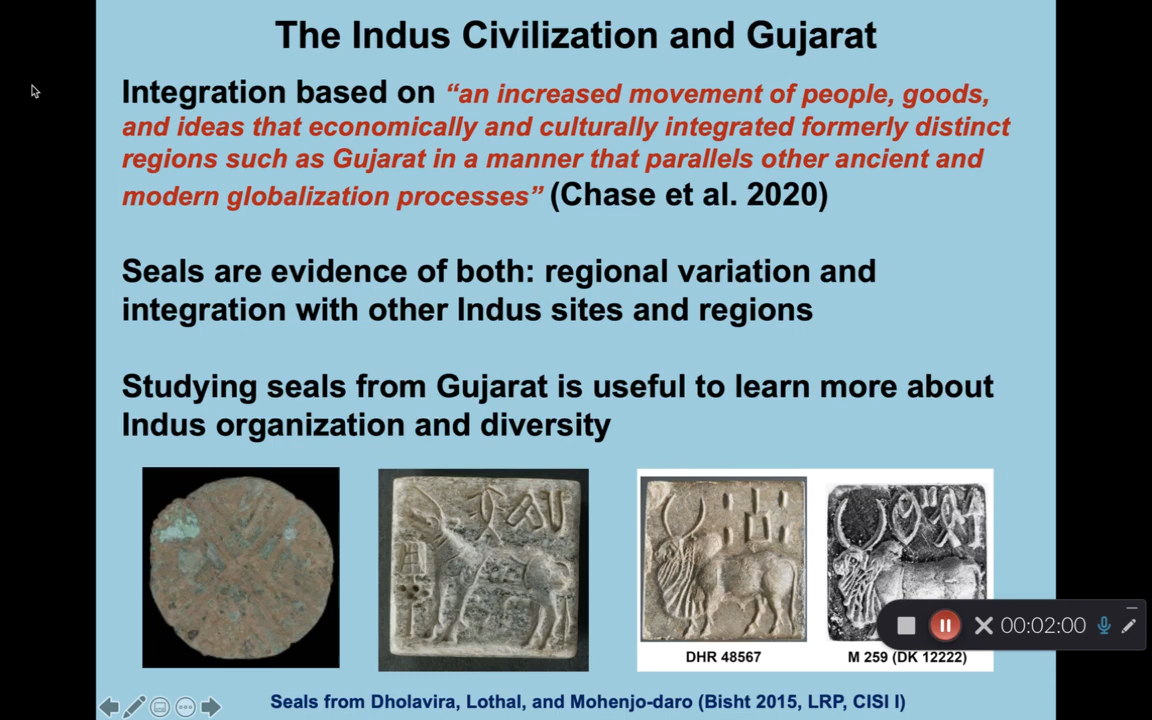 The Indus Civilization and Gujarat
Integration based on “an increased movement of people, goods,
and ideas that economically and culturally integrated formerly distinct
regions such as Gujarat in a manner that parallels other ancient and
modern globalization processes” (Chase et al. 2020)
Seals are evidence of both: regional variation and
integration with other Indus sites and regions
Studying seals from Gujarat is useful to learn more about
Indus organization and diversity
00:02:00
DHR 48567
M 259 (DK 12222)
Seals from Dholavira, Lothal, and Mohenjo-daro (Bisht 2015, LRP, CISI I)